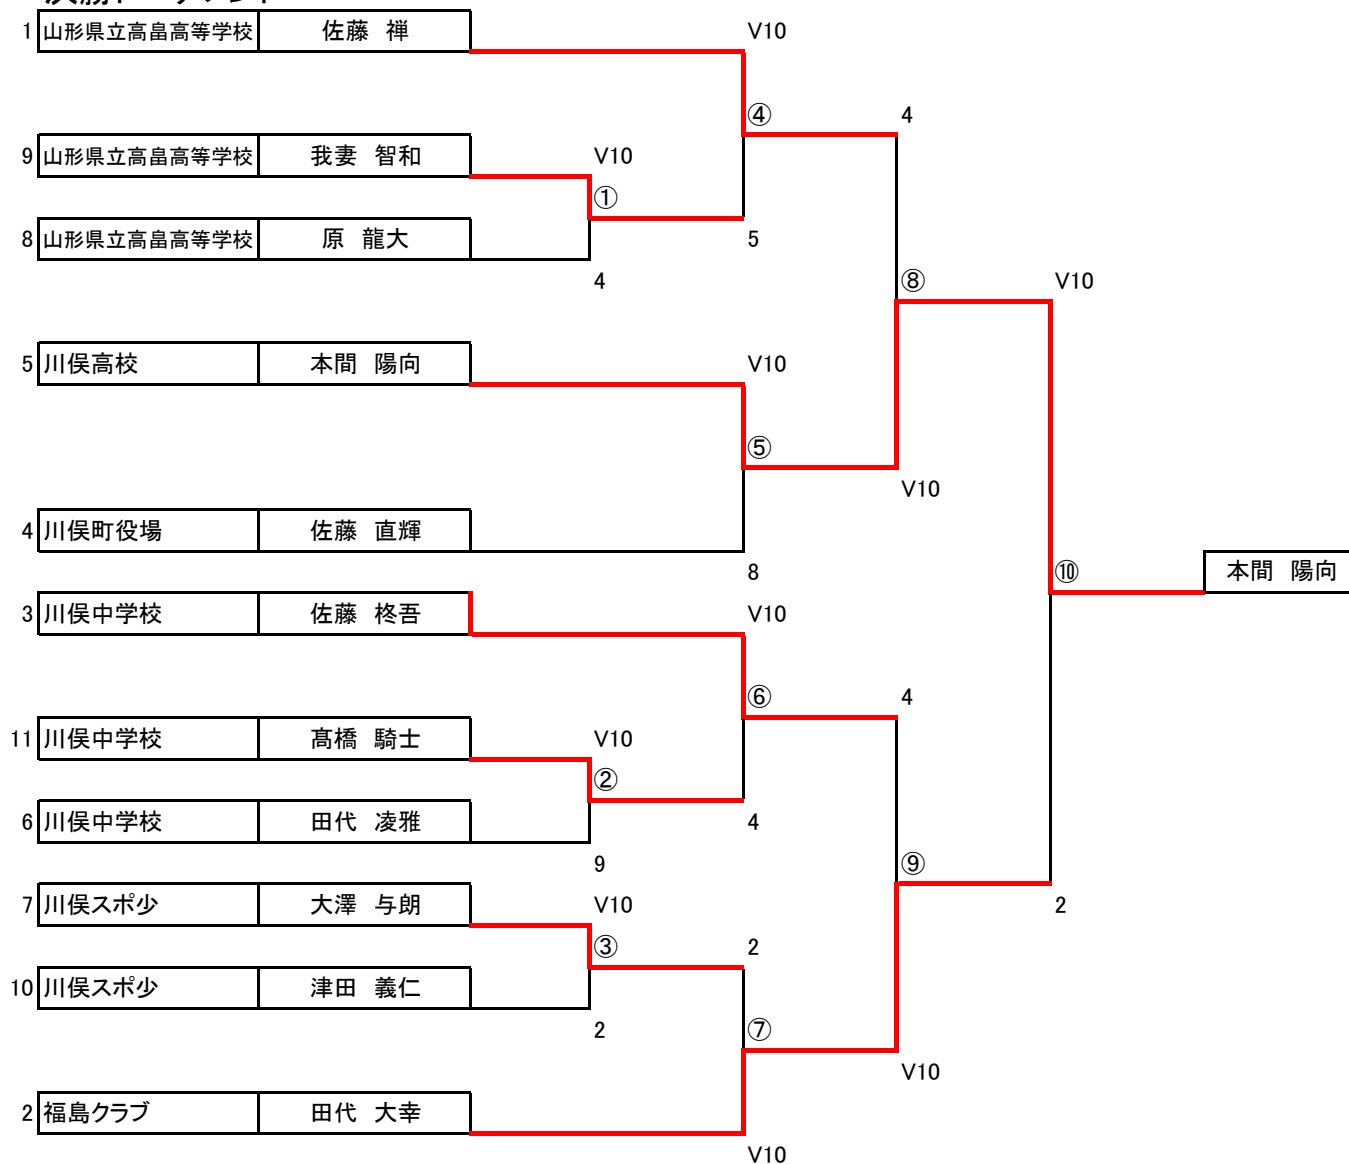 1 山形県立高畠高等学校 佐藤 禅 V10
④ 4
9 山形県立高畠高等学校 我妻 智和 V10
①
8 山形県立高畠高等学校 原 龍大 5
4 ⑧ V10
5 川俣高校 本間 陽向 V10
⑤
V10
4 川俣町役場 佐藤 直輝
8 ⑩ 本間 陽向
3 川俣中学校 佐藤 柊吾 V10
⑥ 4
11 川俣中学校 髙橋 騎士 V10
②
6 川俣中学校 田代 凌雅 4
9 ⑨
7 川俣スポ少 大澤 与朗 V10 2
③ 2
10 川俣スポ少 津田 義仁
2 ⑦
V10
2 福島クラブ 田代 大幸
V10